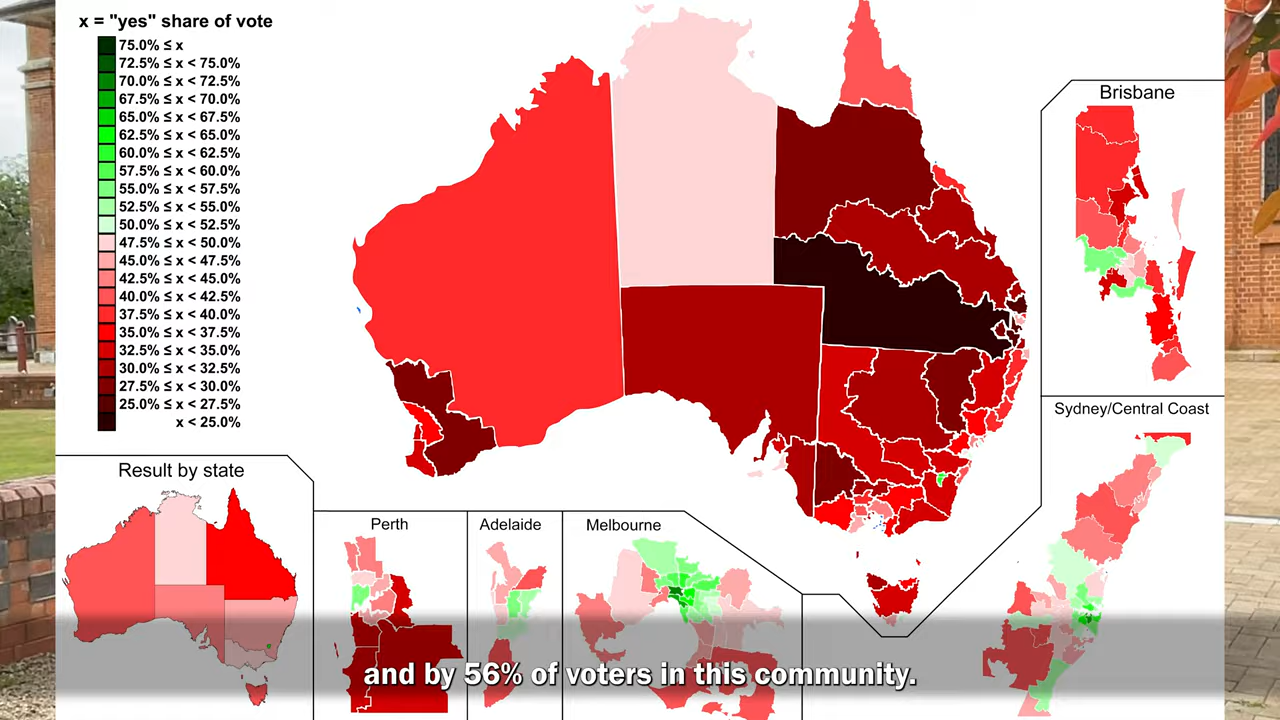 x = "yes" share of vote
75.0% ≤ x
72.5% ≤ x < 75.0%
70.0% ≤ x < 72.5%
67.5% ≤ x < 70.0%
65.0% ≤ x < 67.5%
62.5% ≤ x < 65.0%
60.0% ≤ x < 62.5%
57.5% ≤ x < 60.0%
55.0% ≤ x < 57.5%
52.5% ≤ x < 55.0%
50.0% ≤ x < 52.5%
47.5% ≤ x < 50.0%
45.0% ≤ x < 47.5%
42.5% ≤ x < 45.0%
40.0% ≤ x < 42.5%
37.5% ≤ x < 40.0%
35.0% ≤ x < 37.5%
32.5% ≤ x < 35.0%
30.0% ≤ x < 32.5%
27.5% ≤ x < 30.0%
25.0% ≤ x < 27.5%
x < 25.0%
Brisbane
Sydney/Central Coast
Result by state
Perth
Adelaide
Melbourne
and by 56% of voters in this community.